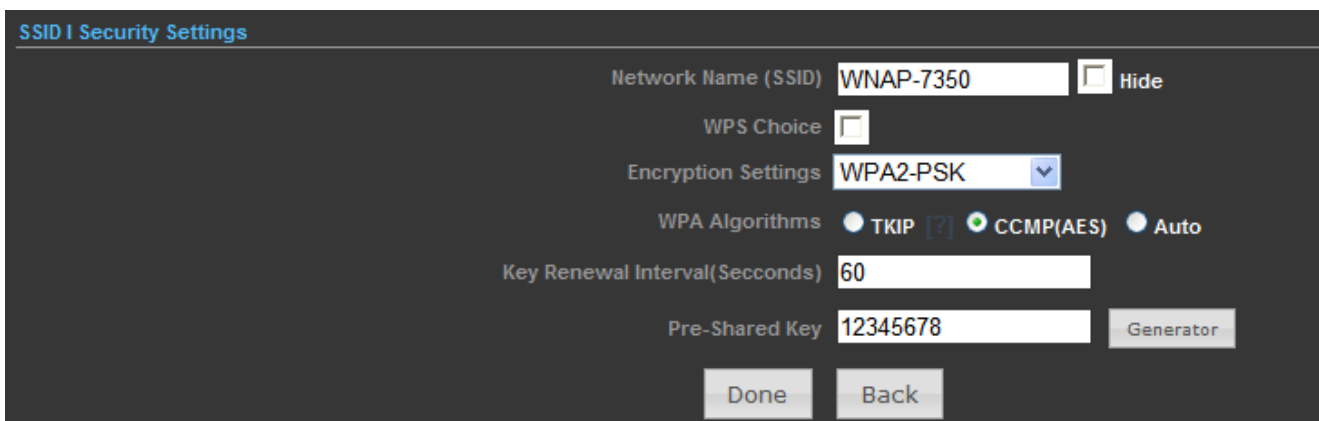 SSID I Security Settings
Network Name (SSID) WNAP-7350 Hide
WPS Choice
Encryption Settings WPA2-PSK
WPA Algorithms TKIP [?] CCMP(AES) Auto
Key Renewal Interval(Secconds) 60
Pre-Shared Key 12345678 Generator
Done Back